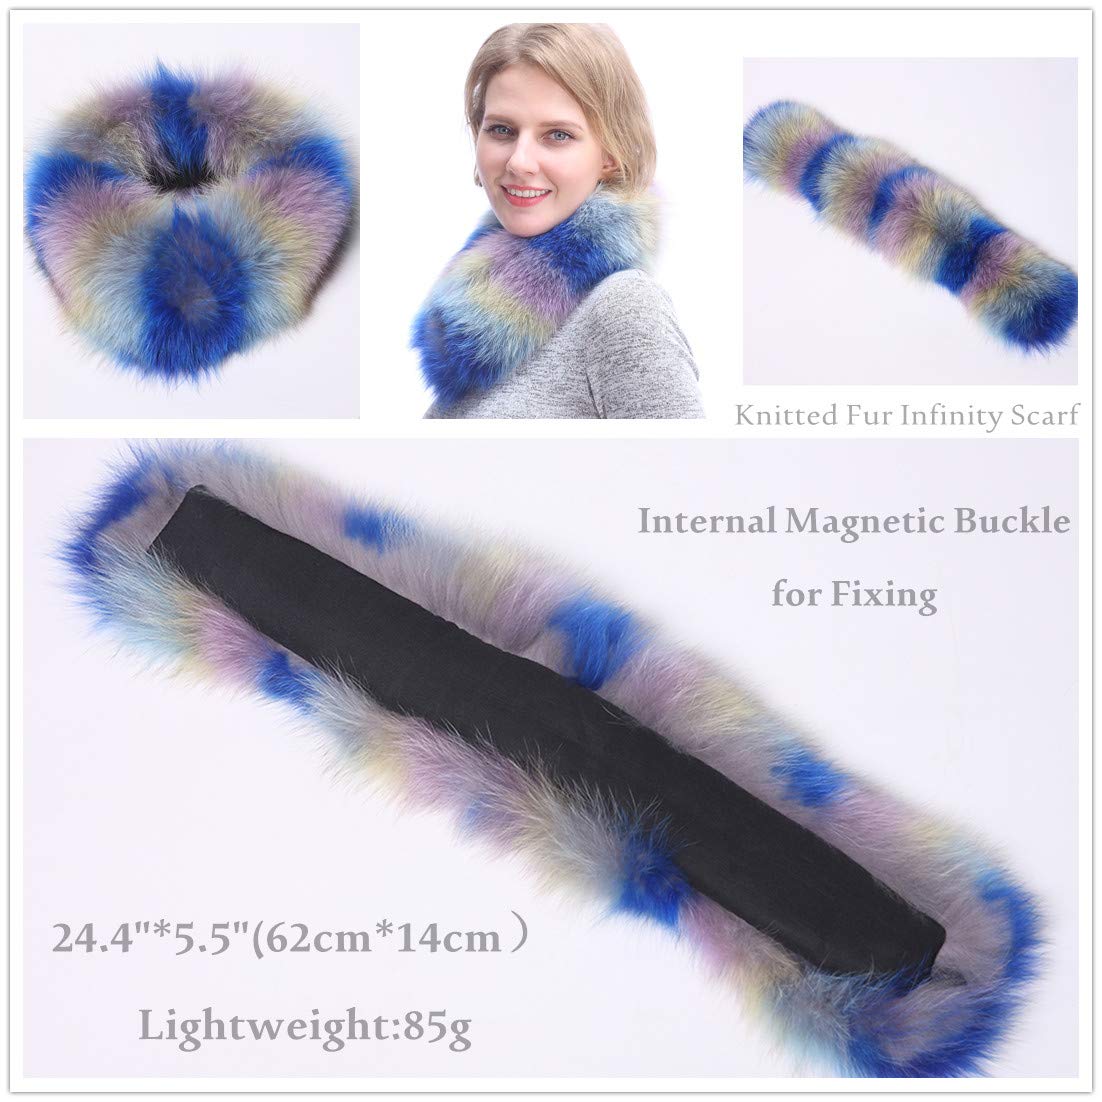 Knitted Fur Infinity Scarf
Internal Magnetic Buckle
for Fixing
24.4"*5.5"(62cm*14cm）
Lightweight:85g